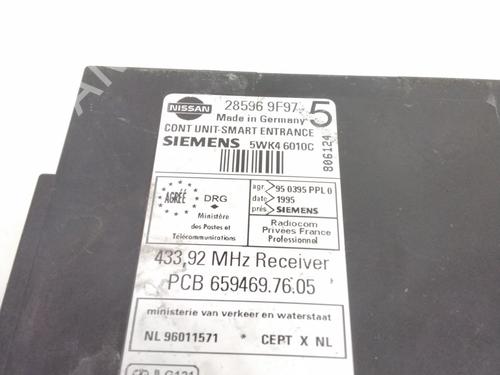 NISSAN
28596 9F97
5
Made in Germany
CONT UNIT-SMART ENTRANCE
SIEMENS 5WK4 6010C
806124
AGRÉÉ
DRG
Ministère
des Postes et
Télécommunications
agr. 95 0395 PPL 0
date 1995
prés SIEMENS
Radiocom
Privées France
Professionnel
433,92 MHz Receiver
PCB 659469.76.05
ministerie van verkeer en waterstaat
NL 96011571 * CEPT X NL